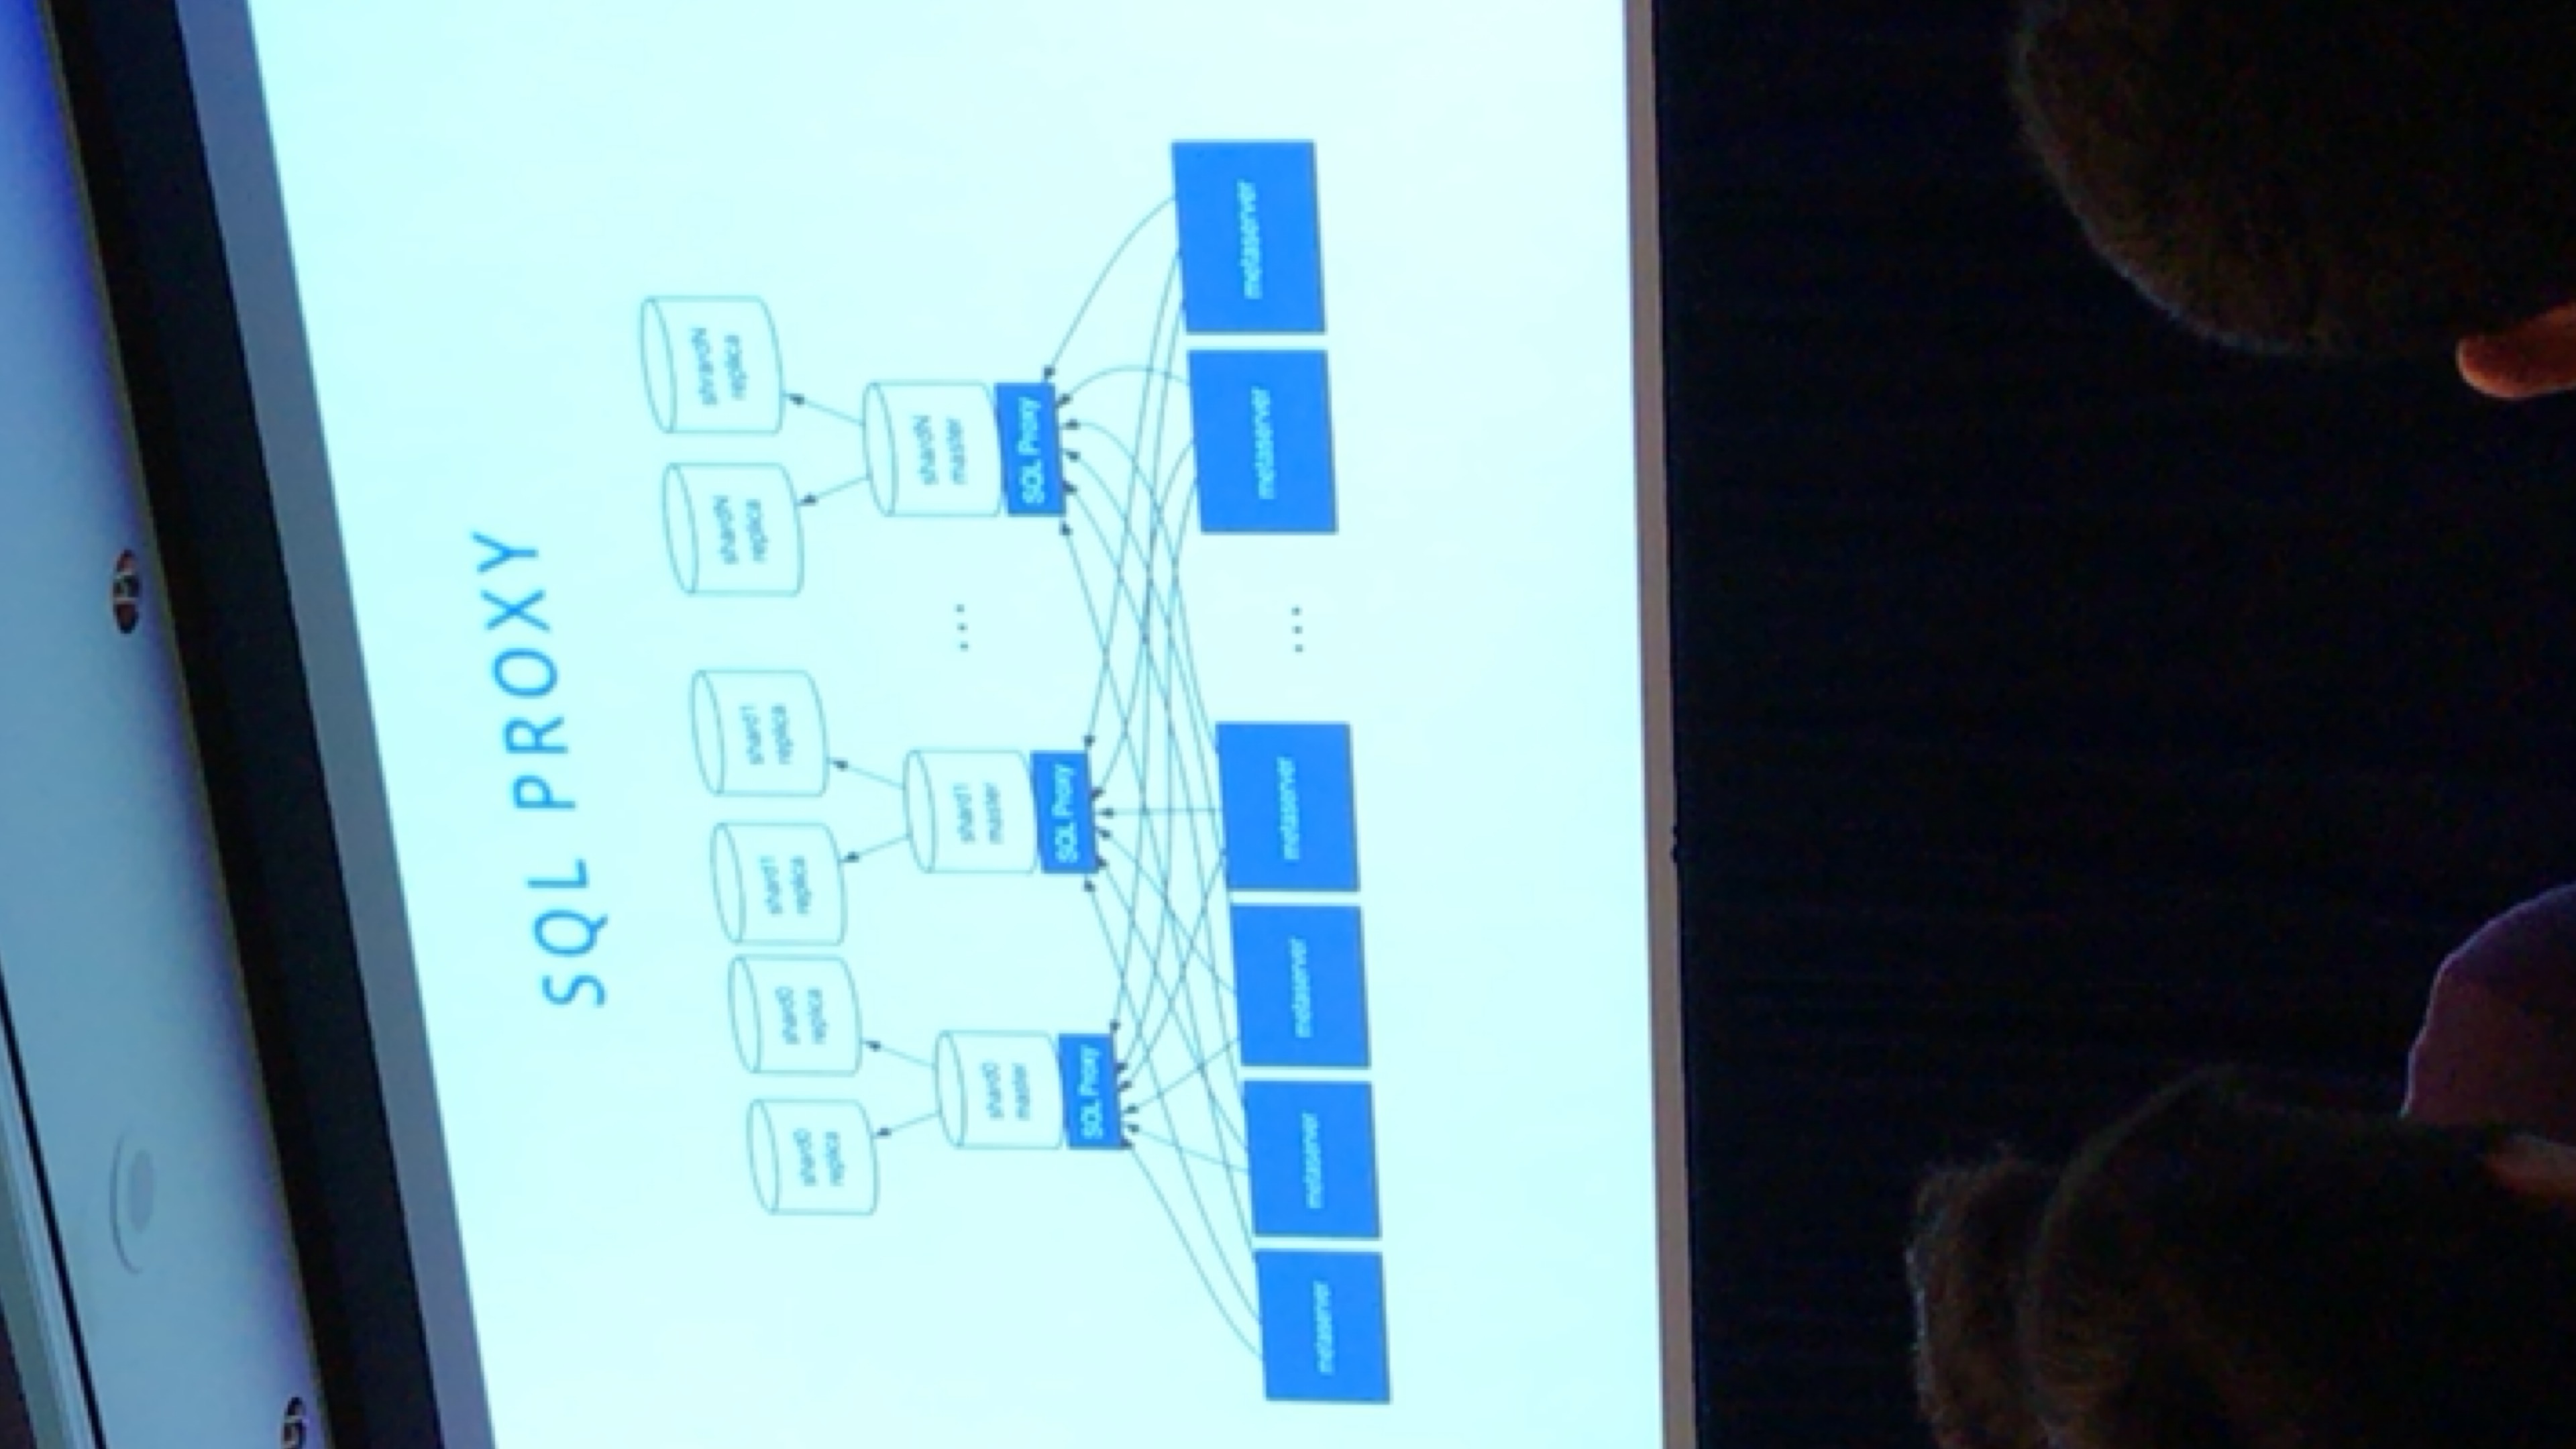 SQL PROXY
shard0
replica
shard0
replica
shard1
replica
shard1
replica
shardN
replica
shrardN
replica
shard0
master
shard1
master
...
shardN
master
SQL Proxy
SQL Proxy
SQL Proxy
metaserver
metaserver
metaserver
metaserver
...
metaserver
metaserver